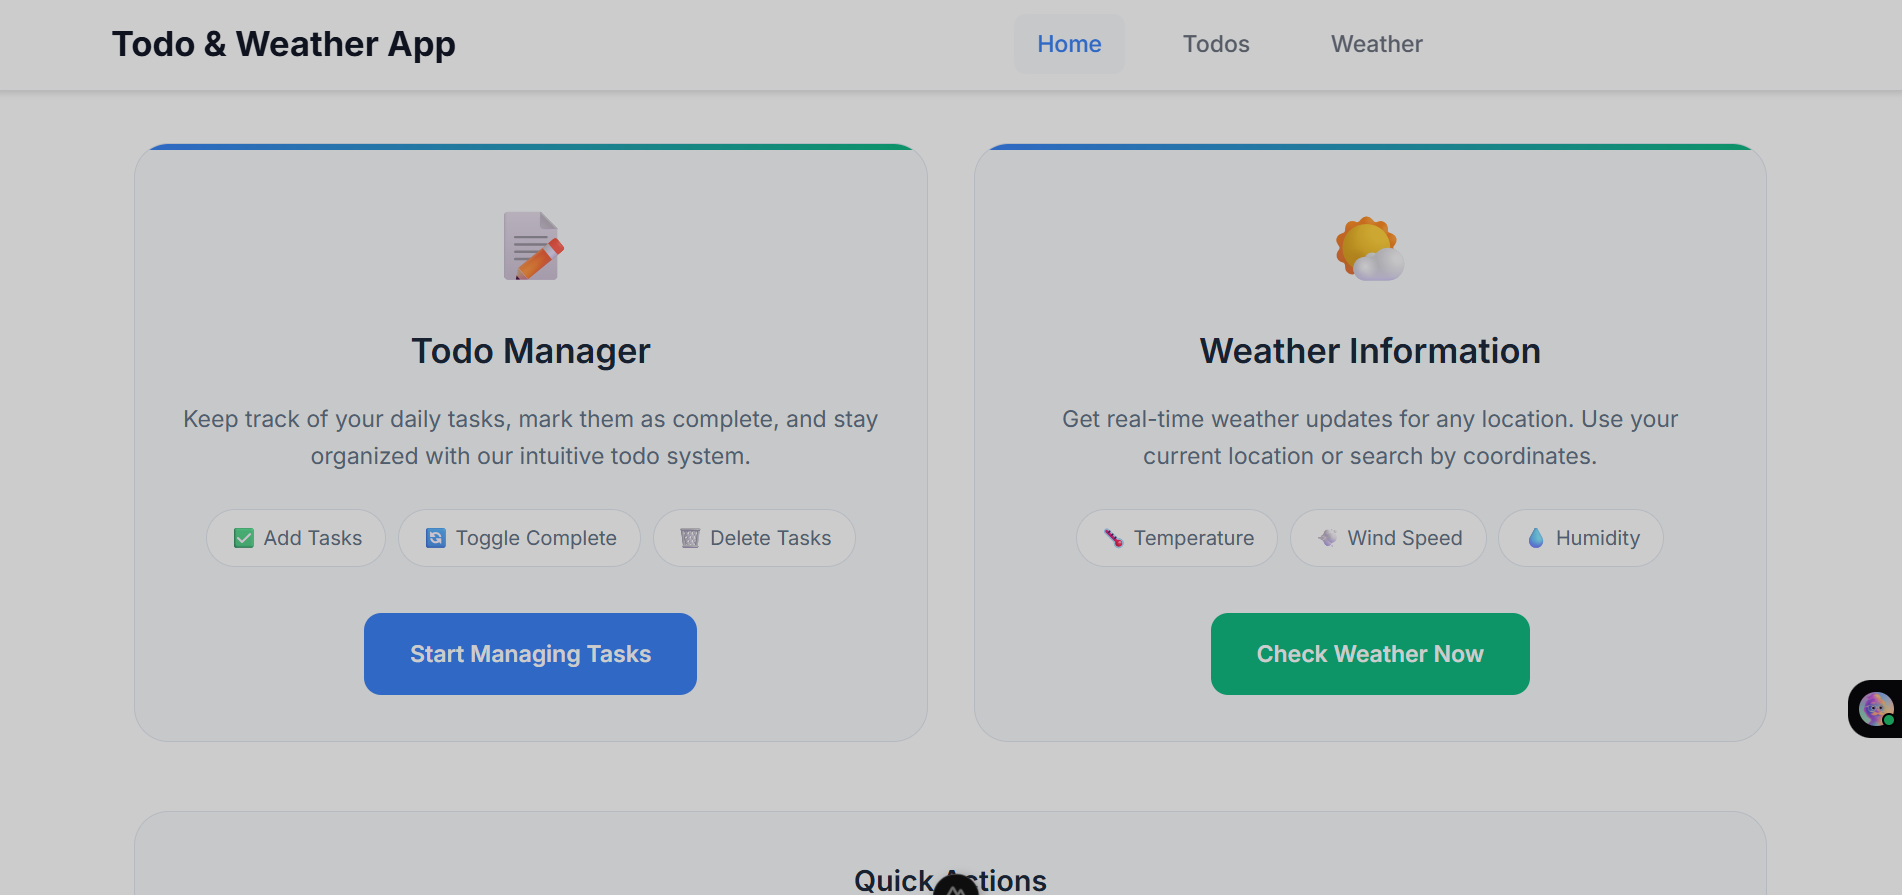 Todo & Weather App
Home
Todos
Weather
Todo Manager
Keep track of your daily tasks, mark them as complete, and stay
organized with our intuitive todo system.
Add Tasks
Toggle Complete
Delete Tasks
Start Managing Tasks
Weather Information
Get real-time weather updates for any location. Use your
current location or search by coordinates.
Temperature
Wind Speed
Humidity
Check Weather Now
Quick Actions